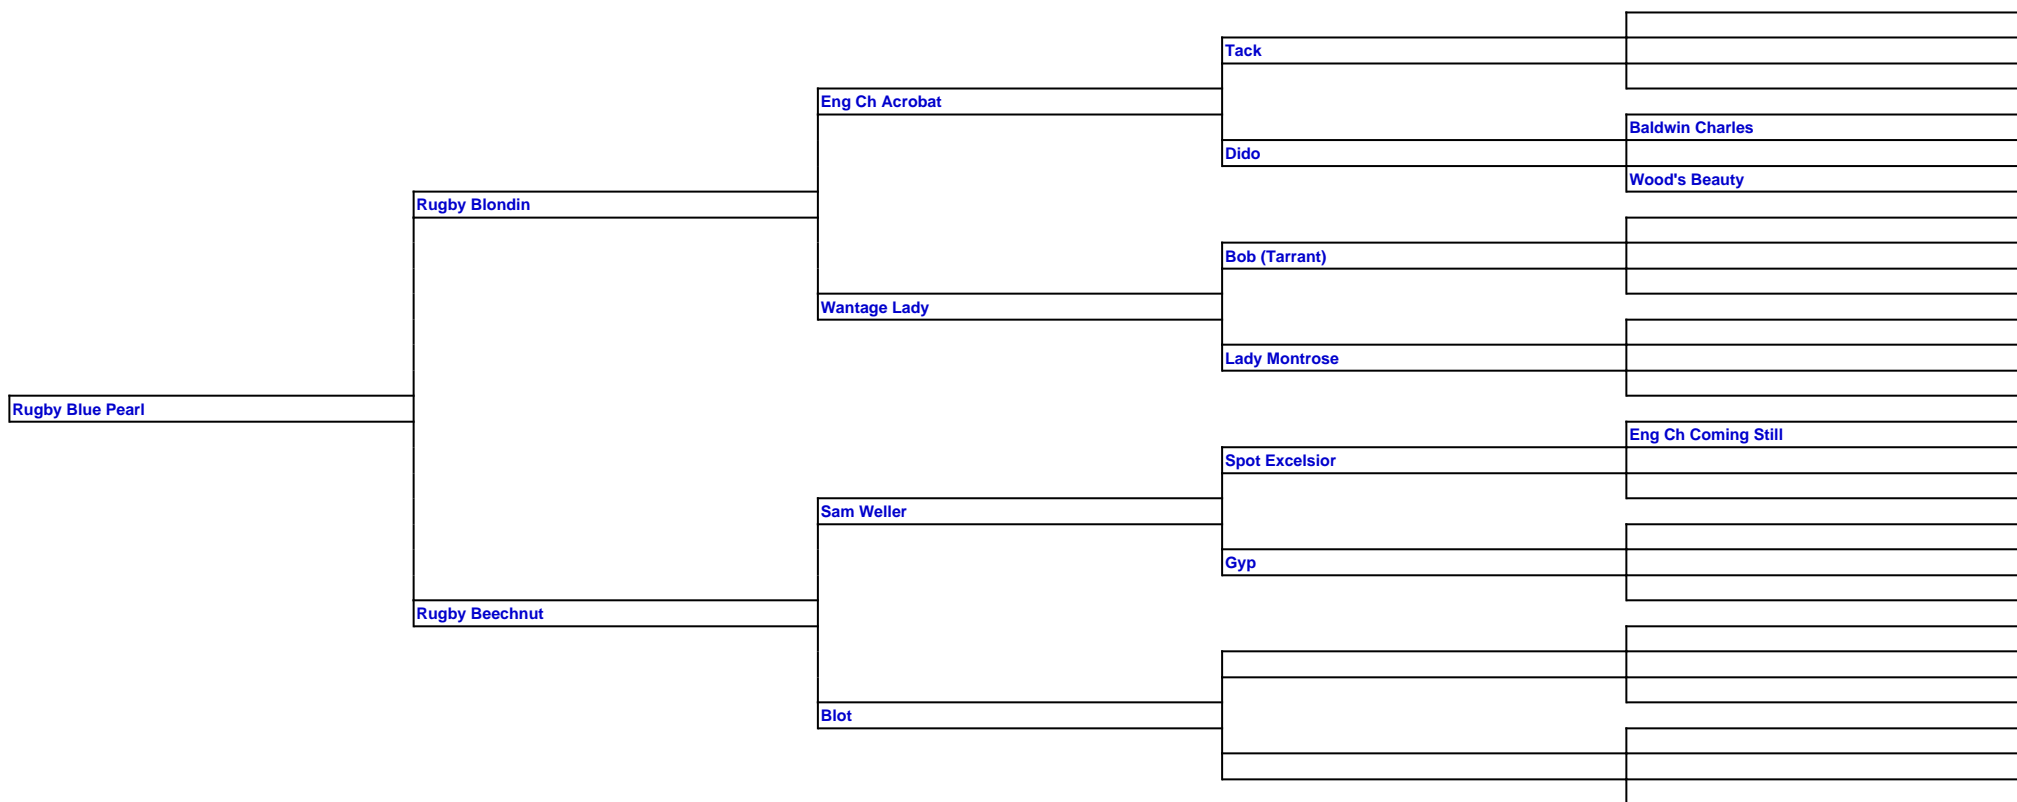 Tack
Eng Ch Acrobat
Baldwin Charles
Dido
Wood's Beauty
Rugby Blondin
Bob (Tarrant)
Wantage Lady
Lady Montrose
Rugby Blue Pearl
Eng Ch Coming Still
Spot Excelsior
Sam Weller
Gyp
Rugby Beechnut
Blot